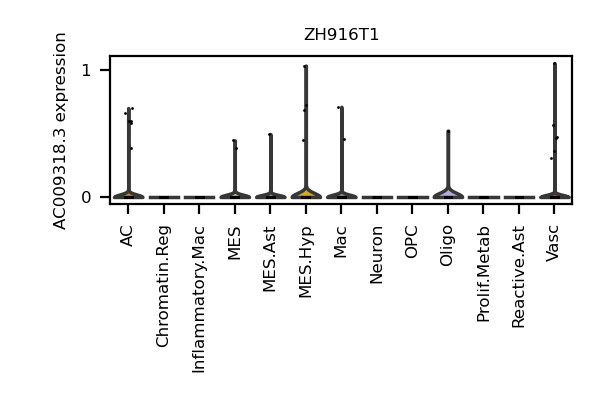 ZH916T1
AC009318.3 expression
1
0
AC
Chromatin.Reg
Inflammatory.Mac
MES
MES.Ast
MES.Hyp
Mac
Neuron
OPC
Oligo
Prolif.Metab
Reactive.Ast
Vasc